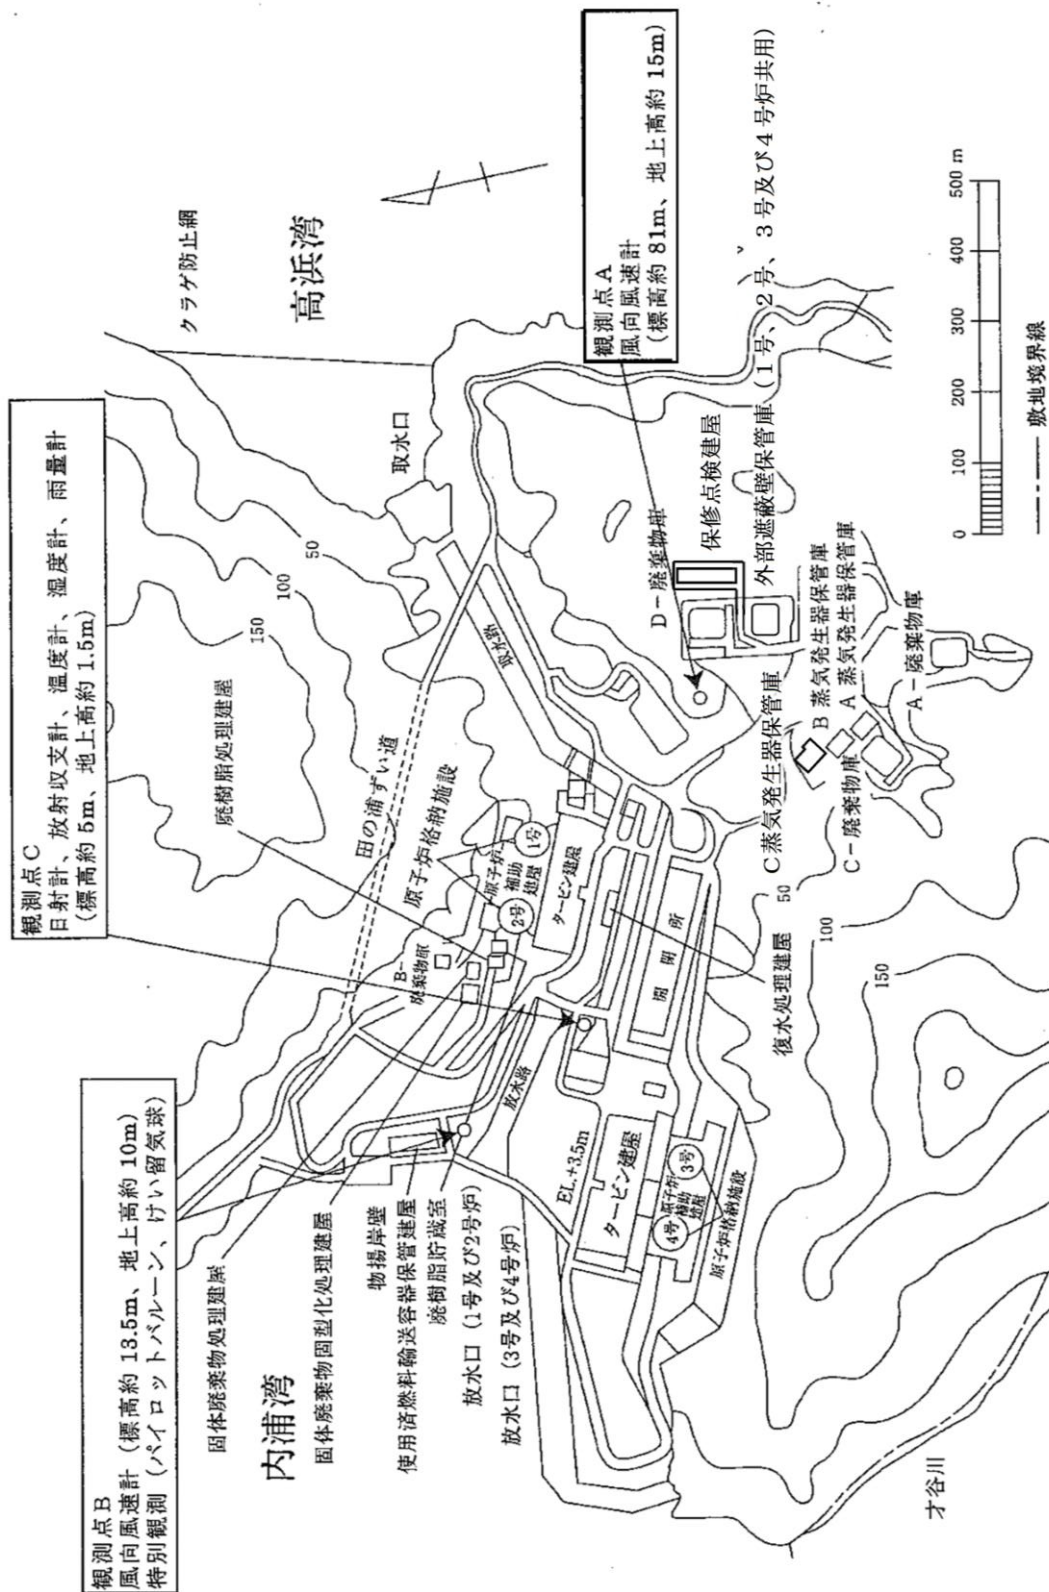 観測点B
風向風速計（標高約 13.5m、地上高約 10m）
特別観測（パイロットバルーン、けい留気球）
観測点C
日射計、放射収支計、温度計、湿度計、雨量計
（標高約 5m、地上高約 1.5m）
観測点A
風向風速計
（標高約 81m、地上高約 15m）
クラゲ防止網
高浜湾
取水口
50
100
150
廃樹脂処理建屋
田の浦ずい道
原子炉格納施設
取水路
固体廃棄物処理建屋
内浦湾
固体廃棄物固型化処理建屋
物揚岸壁
使用済燃料輸送容器保管建屋
廃樹脂貯蔵室
放水口（1号及び2号炉）
放水口（3号及び4号炉）
B－
廃棄物庫
原子炉
補助
建屋
1号
2号
タービン建屋
放水路
EL.+3.5m
タービン建屋
開閉所
4号
原子炉
補助
建屋
3号
原子炉格納施設
復水処理建屋
D－廃棄物庫
保修点検建屋
外部遮蔽壁保管庫（1号、2号、3号及び4号炉共用）
C蒸気発生器保管庫
B 蒸気発生器保管庫
A 蒸気発生器保管庫
A－廃棄物庫
C－廃棄物庫
50
100
150
才谷川
0 100 200 300 400 500 m
敷地境界線